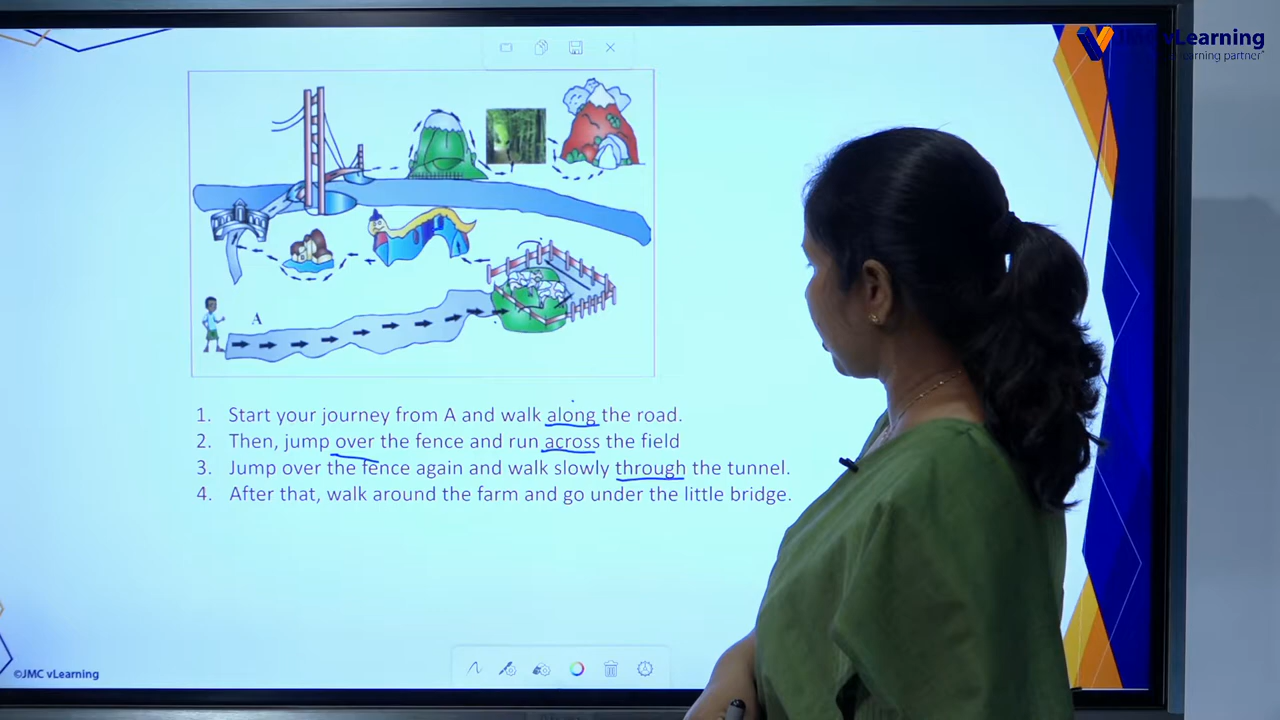 JMC vLearning
learning partner
A
1. Start your journey from A and walk along the road.
2. Then, jump over the fence and run across the field
3. Jump over the fence again and walk slowly through the tunnel.
4. After that, walk around the farm and go under the little bridge.
©JMC vLearning